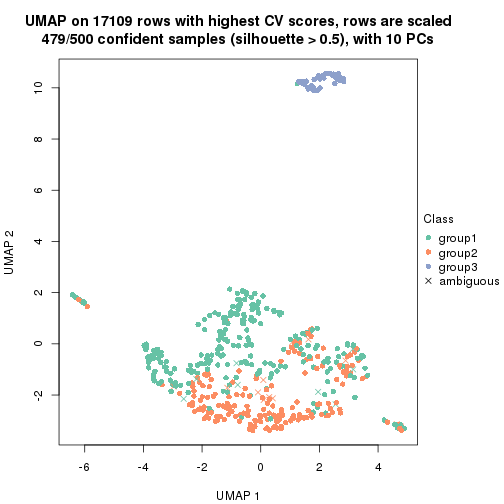 UMAP on 17109 rows with highest CV scores, rows are scaled
479/500 confident samples (silhouette > 0.5), with 10 PCs
10
8
6
4
2
0
-2
UMAP 2
-6
-4
-2
0
2
4
UMAP 1
Class
group1
group2
group3
ambiguous